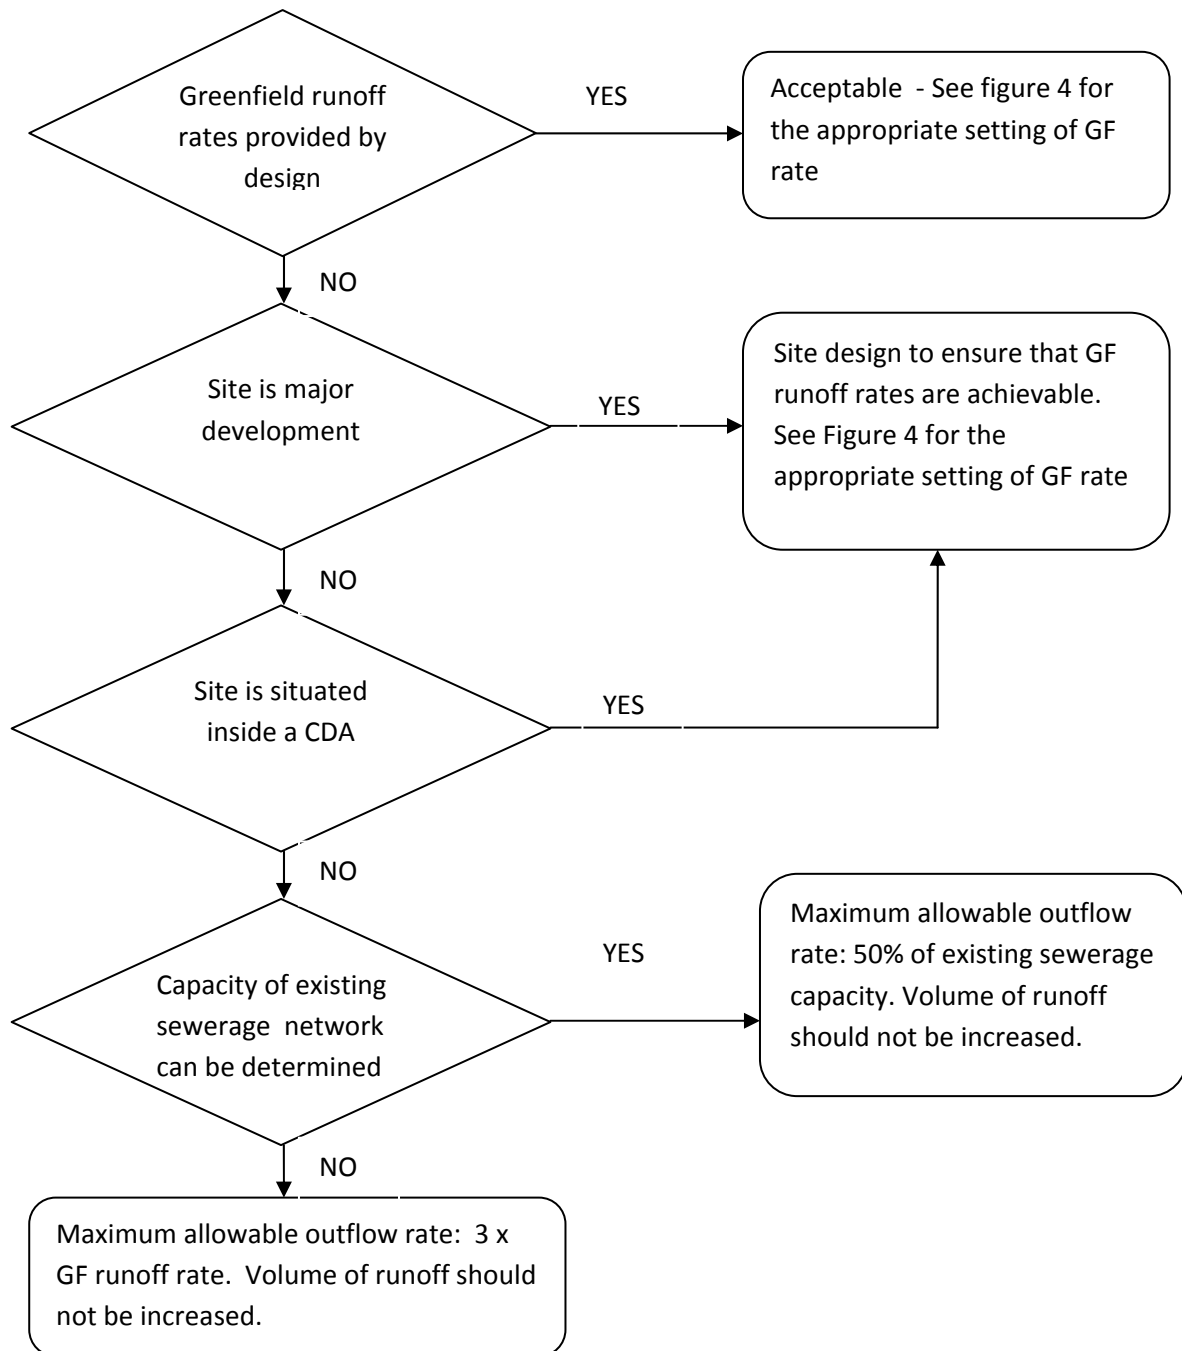 Greenfield runoff
rates provided by
design
YES
Acceptable  - See figure 4 for
the appropriate setting of GF
rate
NO
Site is major
development
YES
Site design to ensure that GF
runoff rates are achievable.
See Figure 4 for the
appropriate setting of GF rate
NO
Site is situated
inside a CDA
YES
NO
Capacity of existing
sewerage  network
can be determined
YES
Maximum allowable outflow
rate: 50% of existing sewerage
capacity. Volume of runoff
should not be increased.
NO
Maximum allowable outflow rate:  3 x
GF runoff rate.  Volume of runoff should
not be increased.